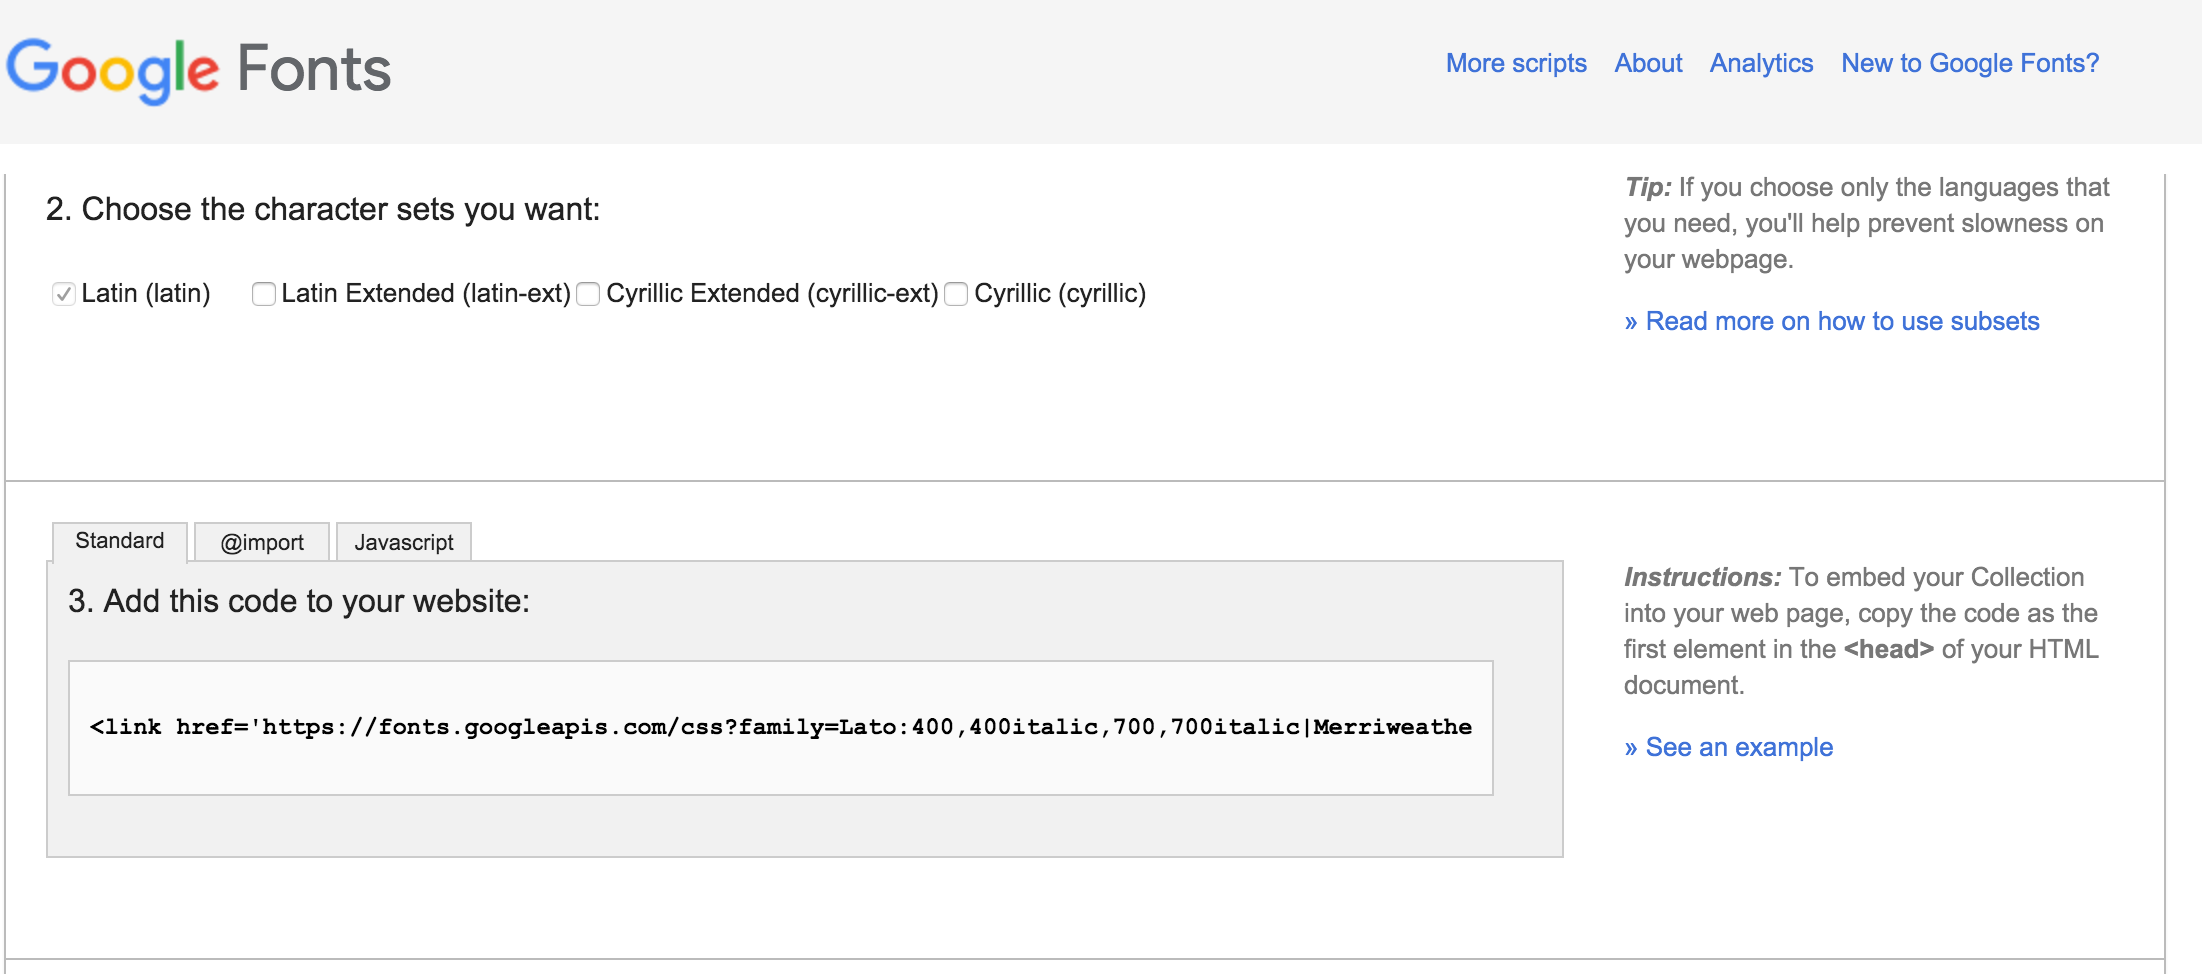 Google Fonts
More scripts About Analytics New to Google Fonts?
2. Choose the character sets you want:
Latin (latin) Latin Extended (latin-ext) Cyrillic Extended (cyrillic-ext) Cyrillic (cyrillic)
Tip: If you choose only the languages that
you need, you'll help prevent slowness on
your webpage.
» Read more on how to use subsets
Standard @import Javascript
3. Add this code to your website:
<link href='https://fonts.googleapis.com/css?family=Lato:400,400italic,700,700italic|Merriweathe
Instructions: To embed your Collection
into your web page, copy the code as the
first element in the <head> of your HTML
document.
» See an example